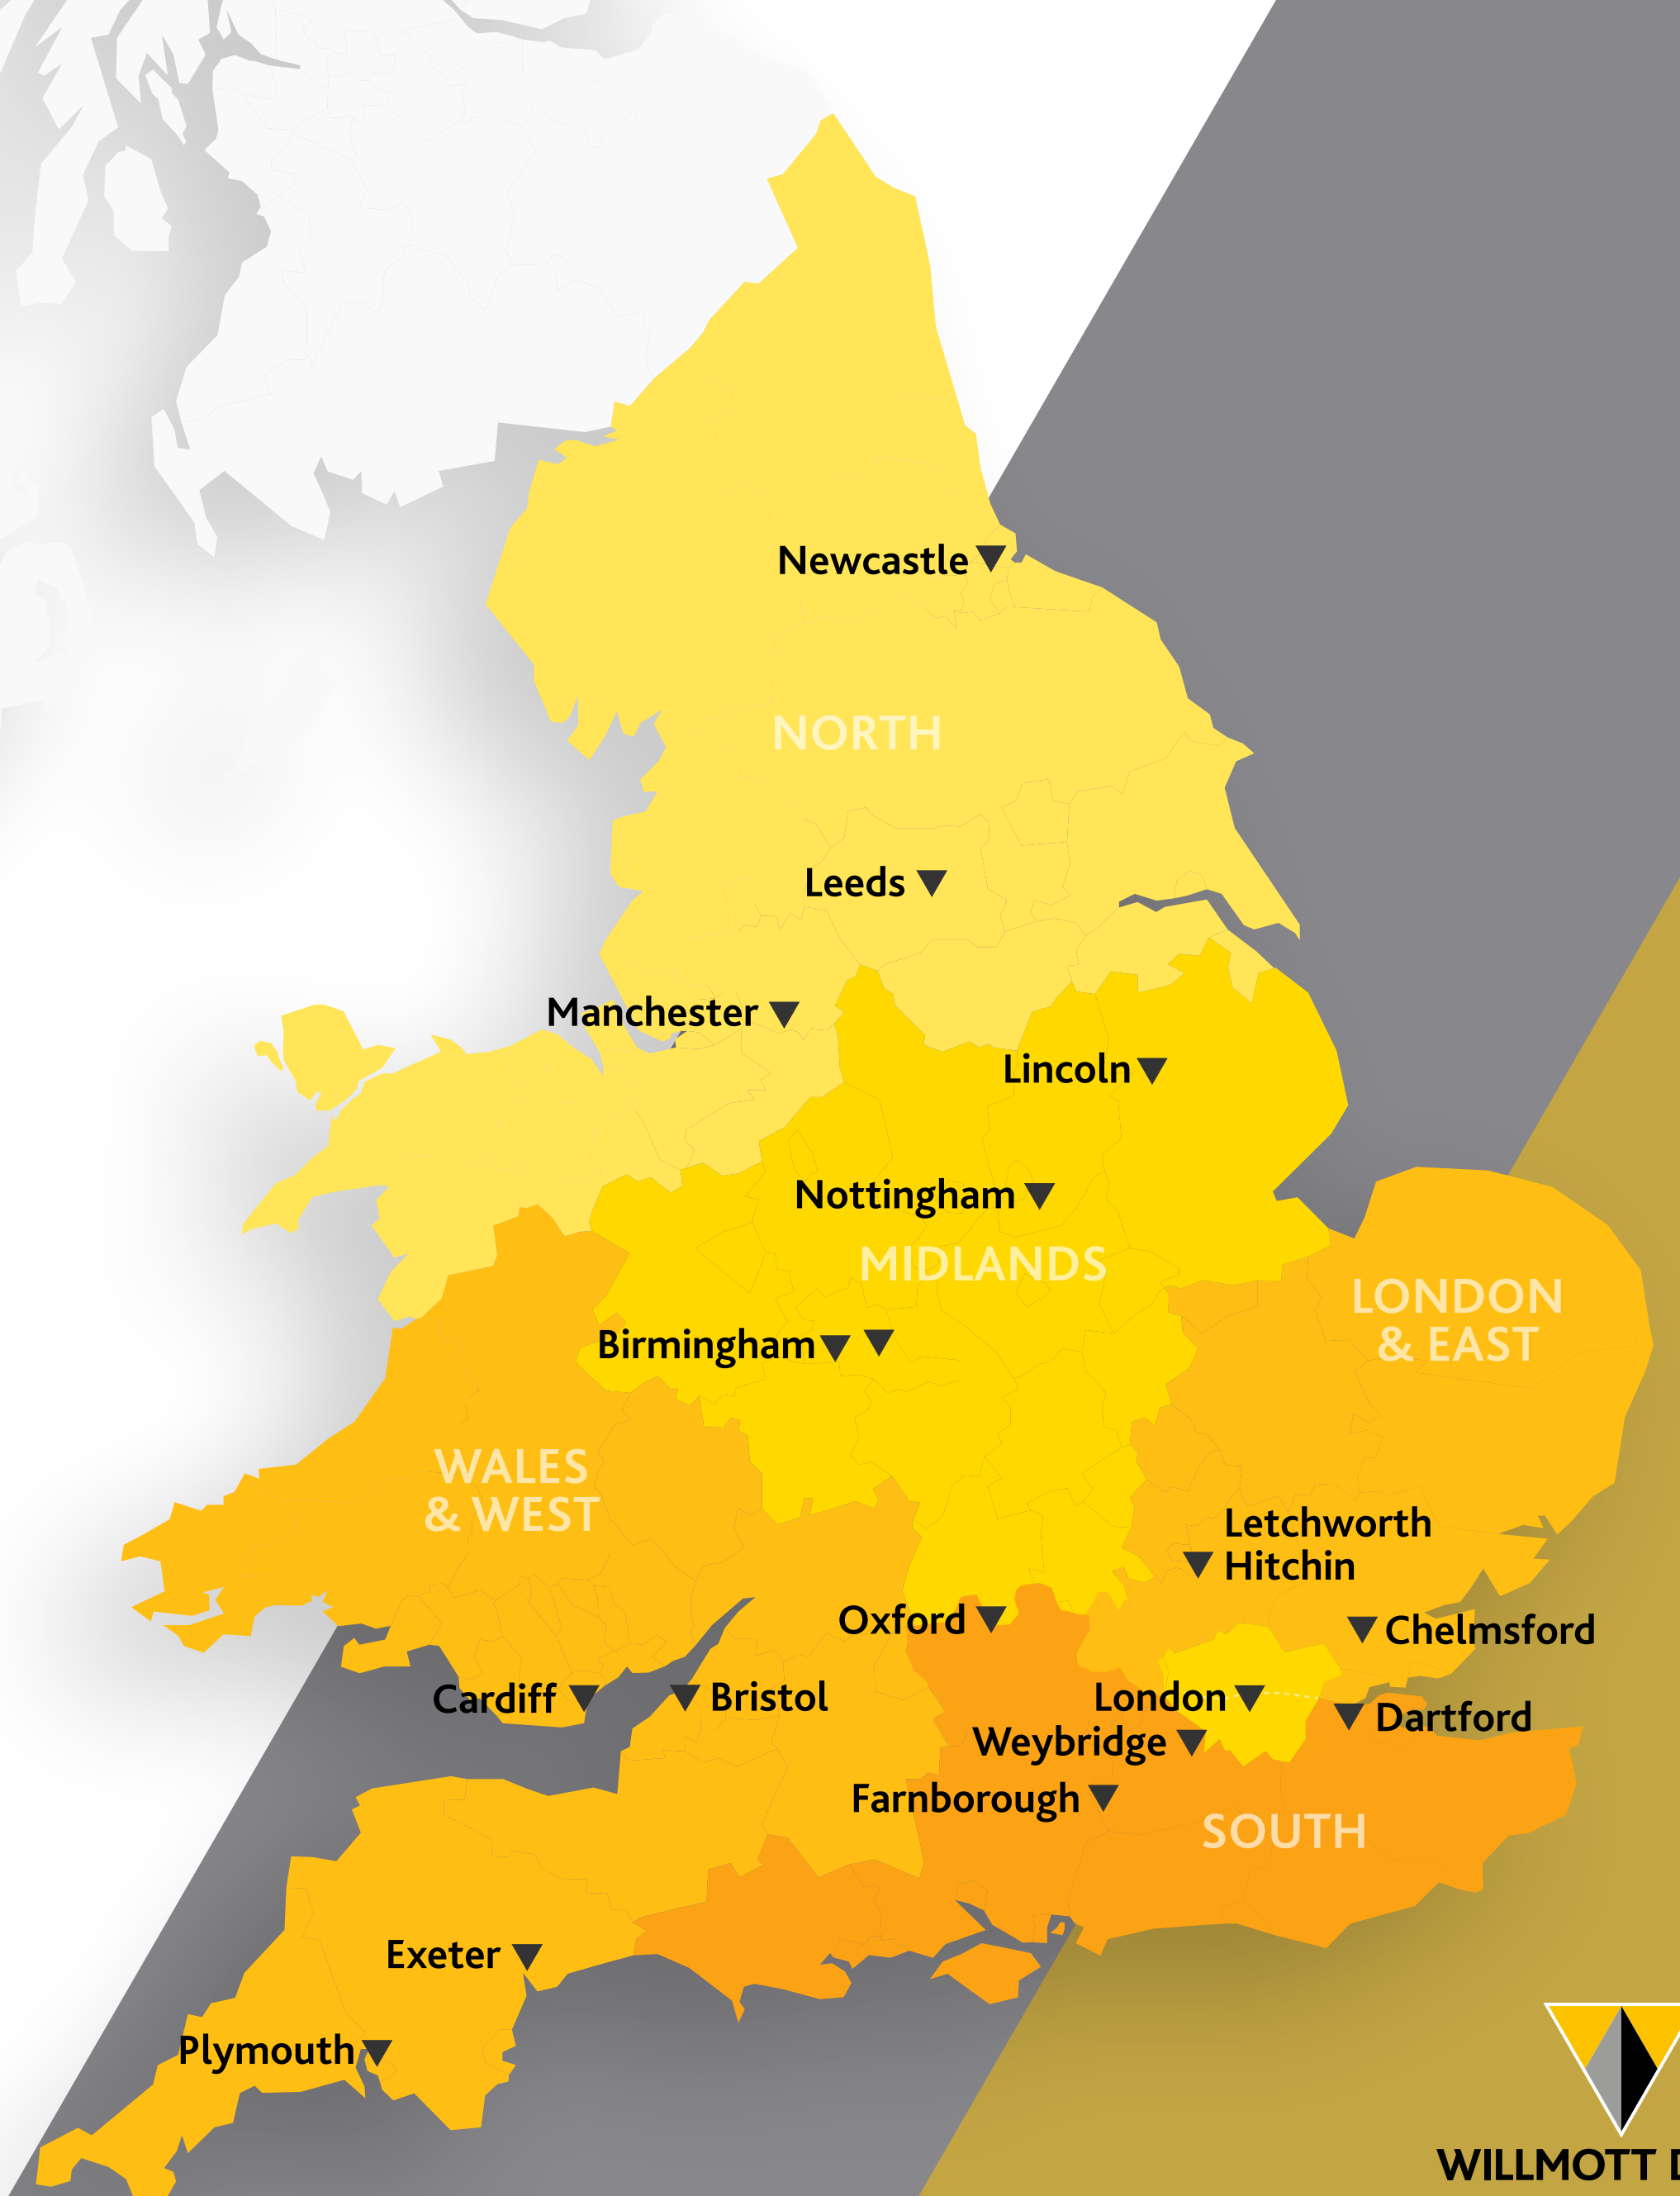 Newcastle
NORTH
Leeds
Manchester
Lincoln
Nottingham
MIDLANDS
LONDON
& EAST
Birmingham
WALES
& WEST
Letchworth
Hitchin
Oxford
Chelmsford
Cardiff
Bristol
London
Dartford
Weybridge
Farnborough
SOUTH
Exeter
Plymouth
WILLMOTT D